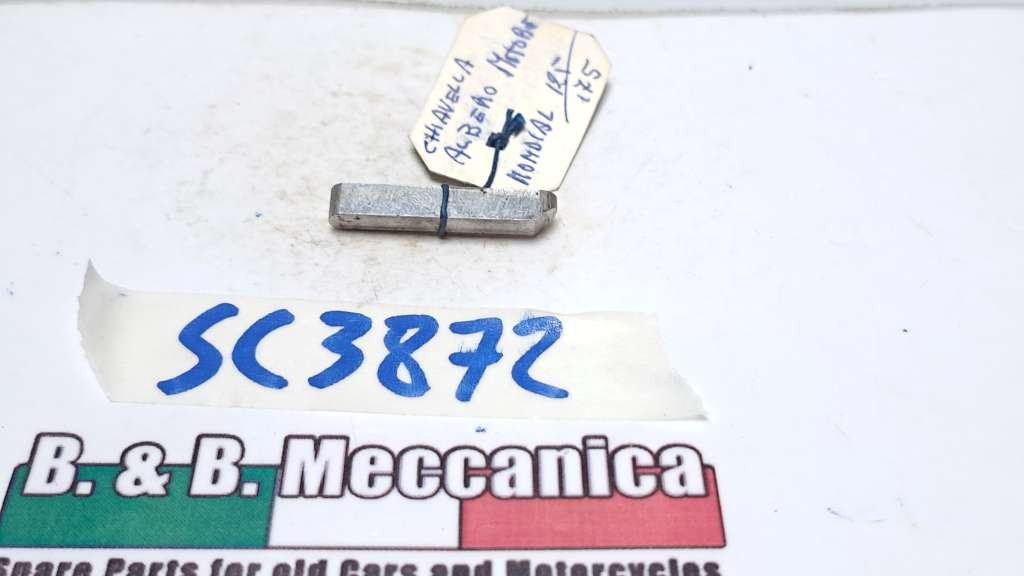 CHIAVELLA
ALBERO MOTORE
MONDIAL 125
175
SC3872
B. & B. Meccanica
Spare Parts for old Cars and Motorcycles